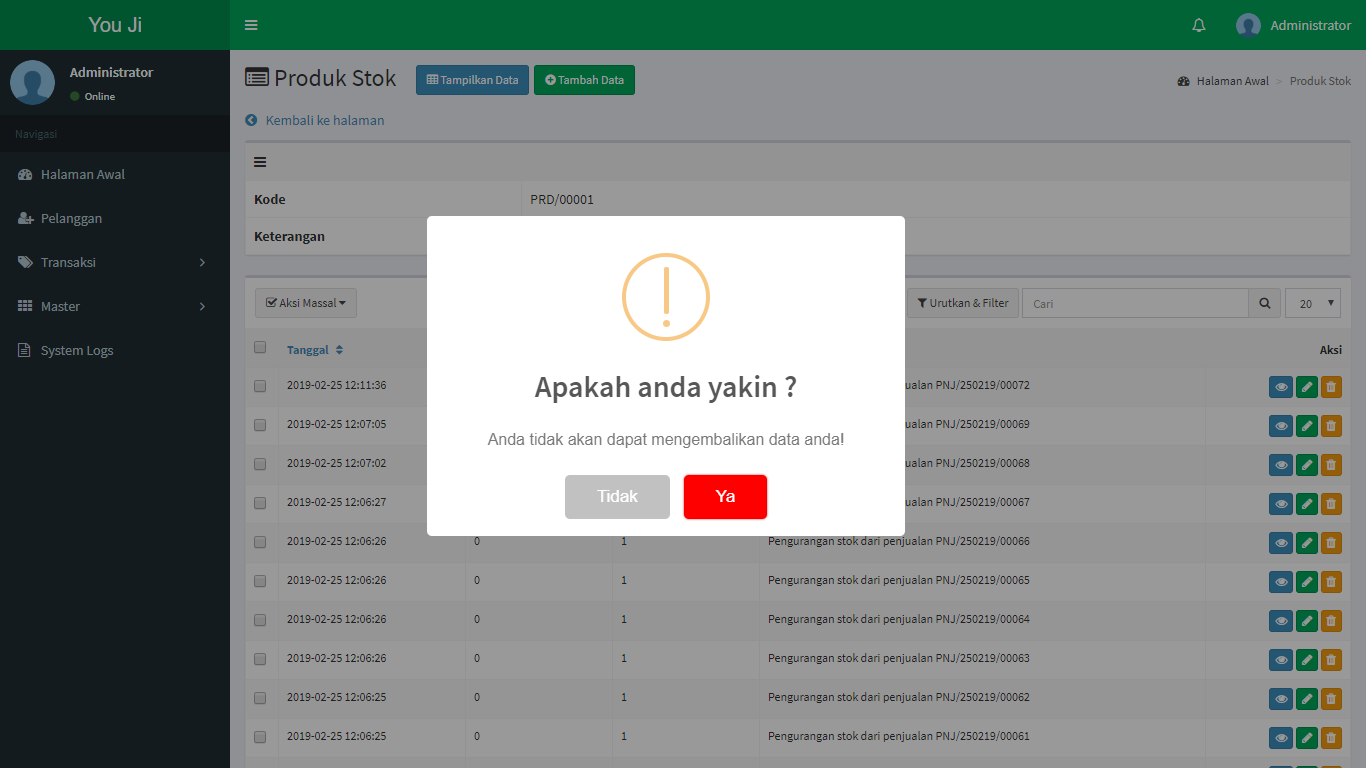 You Ji
Administrator
Administrator
Online
Navigasi
Halaman Awal
Pelanggan
Transaksi
Master
System Logs
Produk Stok
Tampilkan Data
Tambah Data
Halaman Awal > Produk Stok
Kembali ke halaman
Kode PRD/00001
Keterangan
Aksi Massal
Urutkan & Filter
Cari
20
Tanggal Aksi
2019-02-25 12:11:36 jualan PNJ/250219/00072
2019-02-25 12:07:05 jualan PNJ/250219/00069
2019-02-25 12:07:02 jualan PNJ/250219/00068
2019-02-25 12:06:27 jualan PNJ/250219/00067
2019-02-25 12:06:26 0 1 Pengurangan stok dari penjualan PNJ/250219/00066
2019-02-25 12:06:26 0 1 Pengurangan stok dari penjualan PNJ/250219/00065
2019-02-25 12:06:26 0 1 Pengurangan stok dari penjualan PNJ/250219/00064
2019-02-25 12:06:26 0 1 Pengurangan stok dari penjualan PNJ/250219/00063
2019-02-25 12:06:25 0 1 Pengurangan stok dari penjualan PNJ/250219/00062
2019-02-25 12:06:25 0 1 Pengurangan stok dari penjualan PNJ/250219/00061
Apakah anda yakin ?
Anda tidak akan dapat mengembalikan data anda!
Tidak
Ya